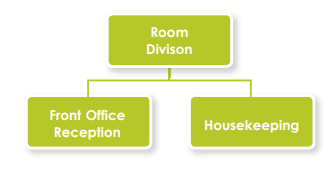 Room
Divison
Front Office
Reception
Housekeeping